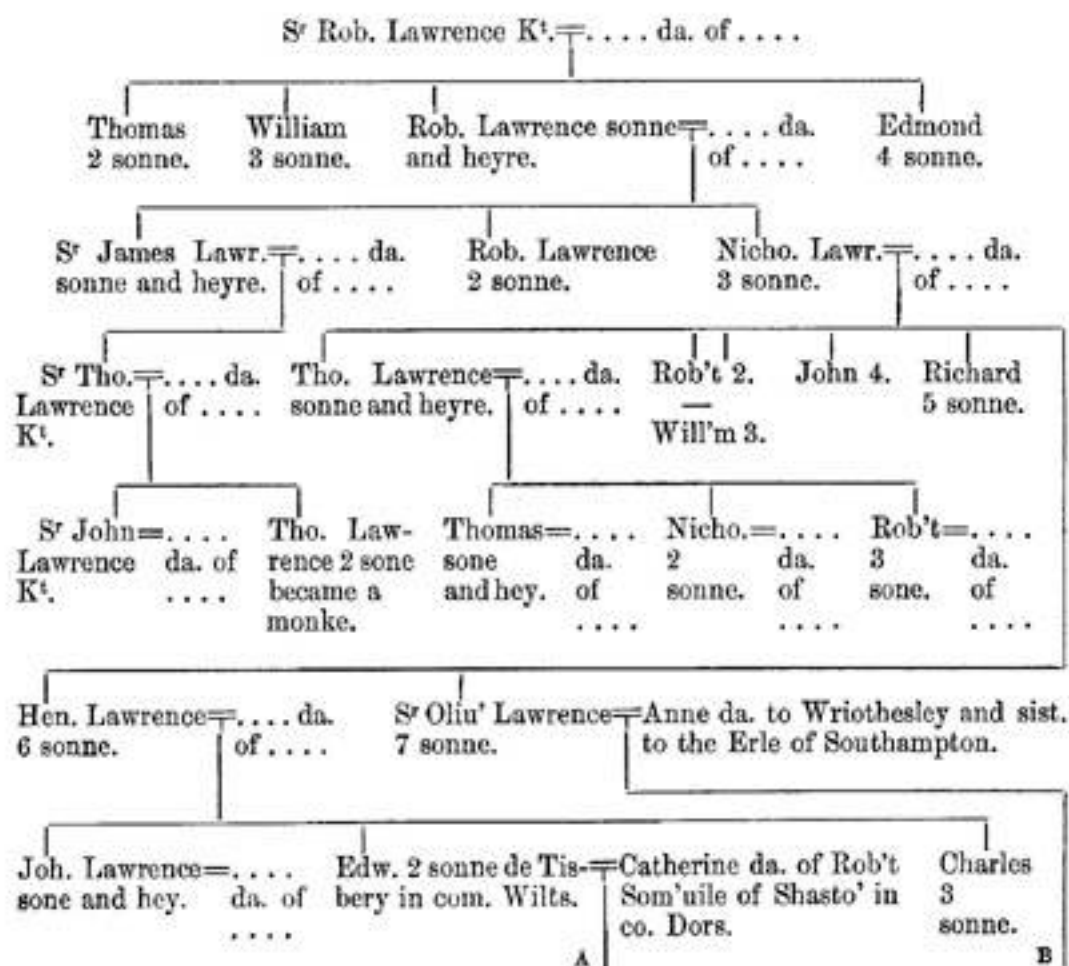 Sʳ Rob. Lawrence Kᵗ.=. . . . da. of . . . .
Thomas William Rob. Lawrence sonne=. . . . da. Edmond
2 sonne. 3 sonne. and heyre. of . . . . 4 sonne.
Sʳ James Lawr.=. . . . da. Rob. Lawrence Nicho. Lawr.=. . . . da.
sonne and heyre. of . . . . 2 sonne. 3 sonne. of . . . .
Sʳ Tho.=. . . . da. Tho. Lawrence=. . . . da. Rob't 2. John 4. Richard
Lawrence of . . . . sonne and heyre. of . . . . 5 sonne.
Kᵗ. Will'm 3.
Sʳ John=. . . . Tho. Law- Thomas=. . . . Nicho.=. . . . Rob't=. . . .
Lawrence da. of rence 2 sone sone da. 2 da. 3 da.
Kᵗ. . . . . became a and hey. of sonne. of sone. of
monke. . . . . . . . . . . . .
Hen. Lawrence=. . . . da. Sʳ Oliu' Lawrence=Anne da. to Wriothesley and sist.
6 sonne. of . . . . 7 sonne. to the Erle of Southampton.
Joh. Lawrence=. . . . Edw. 2 sonne de Tis-=Catherine da. of Rob't Charles
sone and hey. da. of bery in com. Wilts. Som'uile of Shasto' in 3
. . . . co. Dors. sonne.
A B